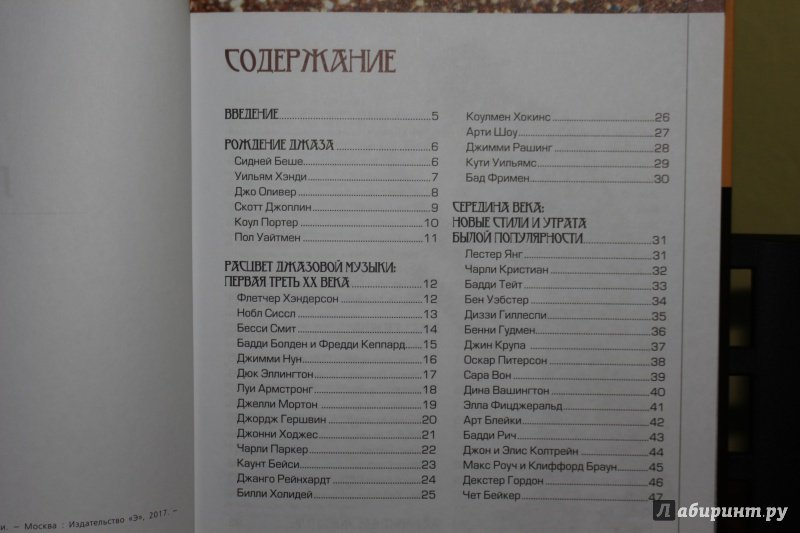 СОДЕРЖАНИЕ
ВВЕДЕНИЕ 5
РОЖДЕНИЕ ДЖАЗА 6
Сидней Беше 6
Уильям Хэнди 7
Джо Оливер 8
Скотт Джоплин 9
Коул Портер 10
Пол Уайтмен 11
РАСЦВЕТ ДЖАЗОВОЙ МУЗЫКИ:
ПЕРВАЯ ТРЕТЬ XX ВЕКА 12
Флетчер Хэндерсон 12
Нобл Сиссл 13
Бесси Смит 14
Бадди Болден и Фредди Кеппард 15
Джимми Нун 16
Дюк Эллингтон 17
Луи Армстронг 18
Джелли Мортон 19
Джордж Гершвин 20
Джонни Ходжес 21
Чарли Паркер 22
Каунт Бейси 23
Джанго Рейнхардт 24
Билли Холидей 25
Коулмен Хокинс 26
Арти Шоу 27
Джимми Рашинг 28
Кути Уильямс 29
Бад Фримен 30
СЕРЕДИНА ВЕКА:
НОВЫЕ СТИЛИ И УТРАТА
БЫЛОЙ ПОПУЛЯРНОСТИ 31
Лестер Янг 31
Чарли Кристиан 32
Бадди Тейт 33
Бен Уэбстер 34
Диззи Гиллеспи 35
Бенни Гудмен 36
Джин Крупа 37
Оскар Питерсон 38
Сара Вон 39
Дина Вашингтон 40
Элла Фицджеральд 41
Арт Блейки 42
Бадди Рич 43
Джон и Элис Колтрейн 44
Макс Роуч и Клиффорд Браун 45
Декстер Гордон 46
Чет Бейкер 47
и. – Москва : Издательство «Э», 2017. –
Лабиринт.ру